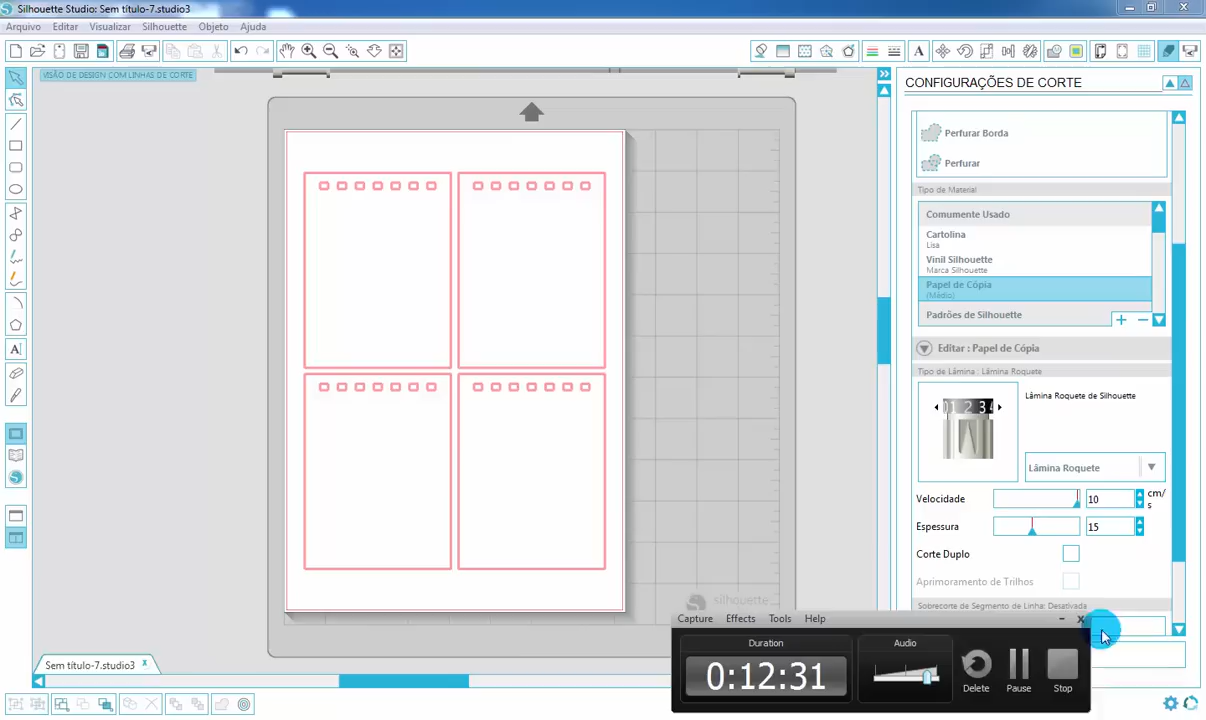 Silhouette Studio: Sem título-7.studio3
Arquivo Editar Visualizar Silhouette Objeto Ajuda
VISÃO DE DESIGN COM LINHAS DE CORTE
CONFIGURAÇÕES DE CORTE
Perfurar Borda
Perfurar
Tipo de Material
Comumente Usado
Cartolina
Lisa
Vinil Silhouette
Marca Silhouette
Papel de Cópia
(Médio)
Padrões de Silhouette
Editar : Papel de Cópia
Tipo de Lâmina : Lâmina Roquete
Lâmina Roquete de Silhouette
Lâmina Roquete
Velocidade 10 cm/
s
Espessura 15
Corte Duplo
Aprimoramento de Trilhos
Sobrecorte de Segmento de Linha: Desativada
silhouette
Sem título-7.studio3
Capture Effects Tools Help
Duration
0:12:31
Audio
Delete Pause Stop